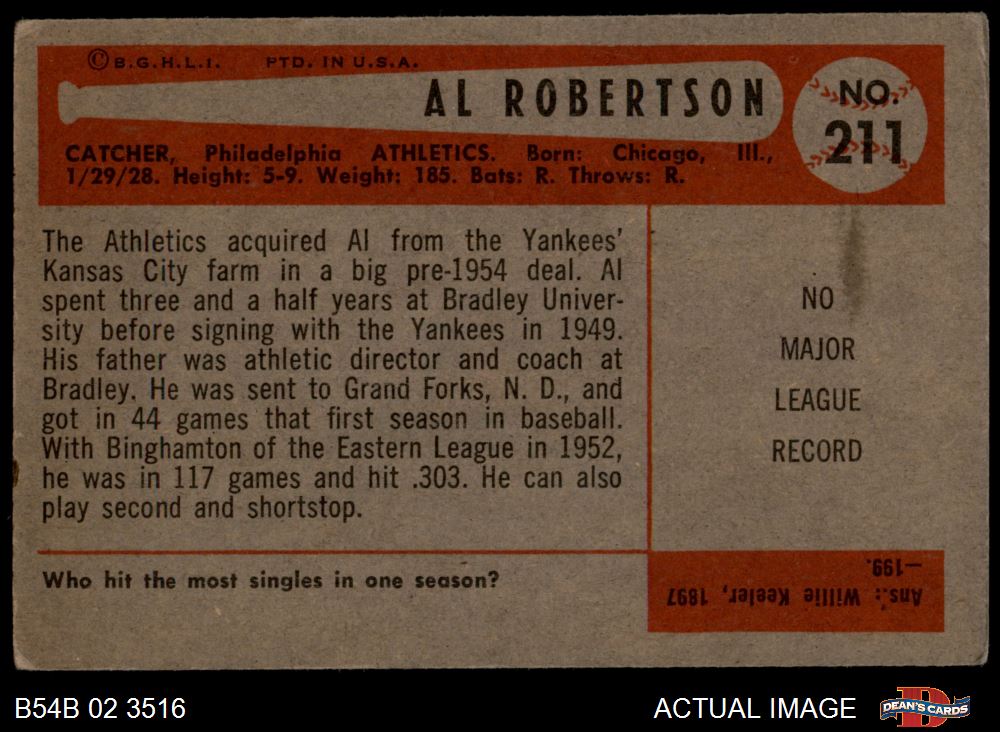 © B.G.H.L.I. PTD. IN U.S.A.
AL ROBERTSON
NO.
211
CATCHER, Philadelphia ATHLETICS. Born: Chicago, Ill.,
1/29/28. Height: 5-9. Weight: 185. Bats: R. Throws: R.
The Athletics acquired Al from the Yankees'
Kansas City farm in a big pre-1954 deal. Al
spent three and a half years at Bradley Univer-
sity before signing with the Yankees in 1949.
His father was athletic director and coach at
Bradley. He was sent to Grand Forks, N. D., and
got in 44 games that first season in baseball.
With Binghamton of the Eastern League in 1952,
he was in 117 games and hit .303. He can also
play second and shortstop.
NO
MAJOR
LEAGUE
RECORD
Who hit the most singles in one season?
Ans.: Willie Keeler, 1897
—199.
B54B 02 3516
ACTUAL IMAGE
D
DEAN'S CARDS